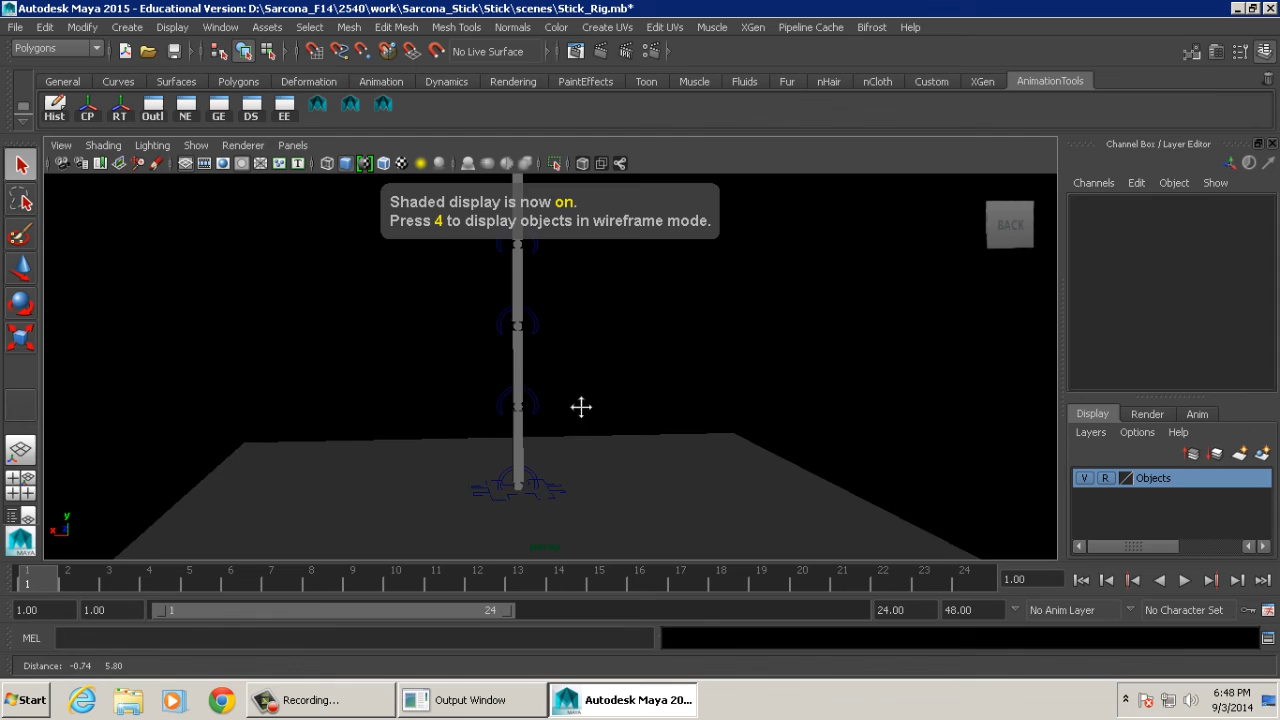 Autodesk Maya 2015 - Educational Version: D:\Sarcona_F14\2540\work\Sarcona_Stick\Stick\scenes\Stick_Rig.mb*
File Edit Modify Create Display Window Assets Select Mesh Edit Mesh Mesh Tools Normals Color Create UVs Edit UVs Muscle XGen Pipeline Cache Bifrost Help
Polygons No Live Surface
General Curves Surfaces Polygons Deformation Animation Dynamics Rendering PaintEffects Toon Muscle Fluids Fur nHair nCloth Custom XGen AnimationTools
Hist CP RT Outl NE GE DS EE
View Shading Lighting Show Renderer Panels
Channel Box / Layer Editor
Channels Edit Object Show
Shaded display is now on.
Press 4 to display objects in wireframe mode.
BACK
Display Render Anim
Layers Options Help
V R Objects
y
x
persp
MAYA
1 2 3 4 5 6 7 8 9 10 11 12 13 14 15 16 17 18 19 20 21 22 23 24
1 1.00
1.00 1.00 1 24 24.00 48.00 No Anim Layer No Character Set
MEL
Distance: -0.74 5.80
Start Recording... Output Window Autodesk Maya 20...
6:48 PM
9/3/2014